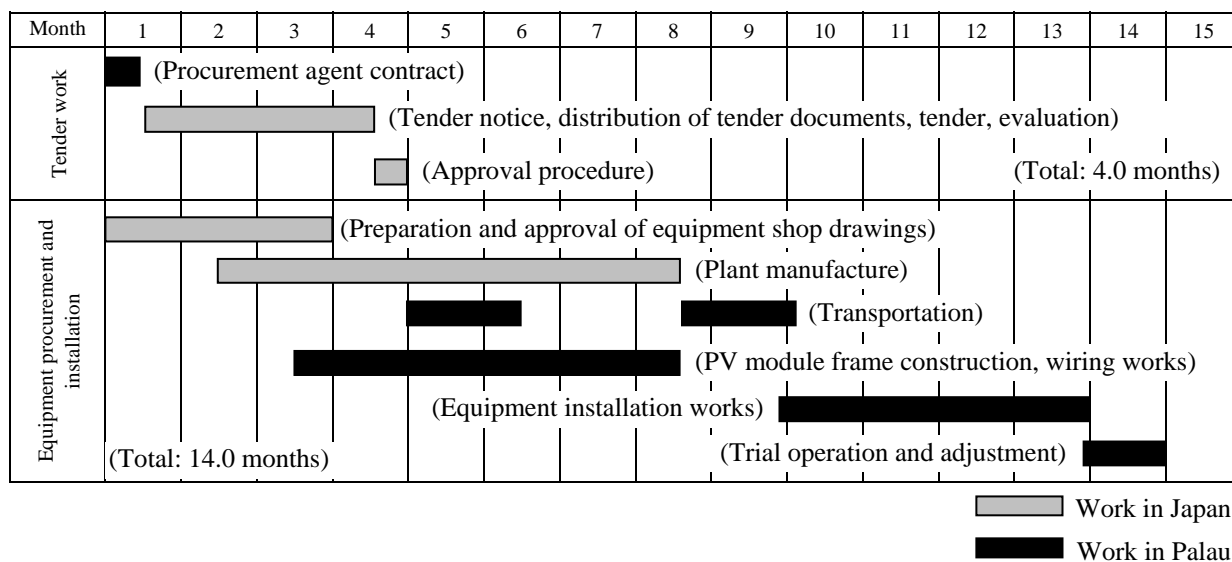 Month 1 2 3 4 5 6 7 8 9 10 11 12 13 14 15
Tender work
(Procurement agent contract)
(Tender notice, distribution of tender documents, tender, evaluation)
(Approval procedure) (Total: 4.0 months)
Equipment procurement and
installation
(Preparation and approval of equipment shop drawings)
(Plant manufacture)
(Transportation)
(PV module frame construction, wiring works)
(Equipment installation works)
(Total: 14.0 months) (Trial operation and adjustment)
Work in Japan
Work in Palau